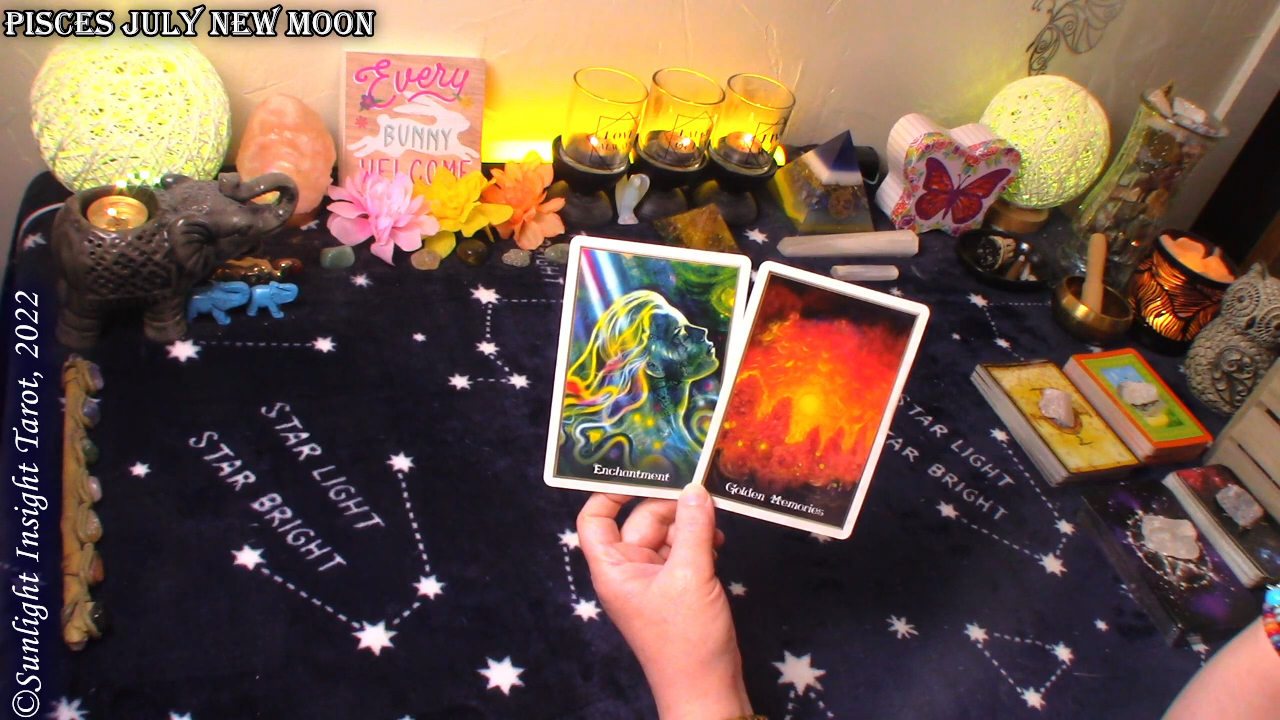 PISCES JULY NEW MOON
Every
BUNNY
WELCOME
STAR LIGHT
STAR BRIGHT
Enchantment
Golden Memories
STAR LIGHT
STAR BRIGHT
©Sunlight Insight Tarot, 2022